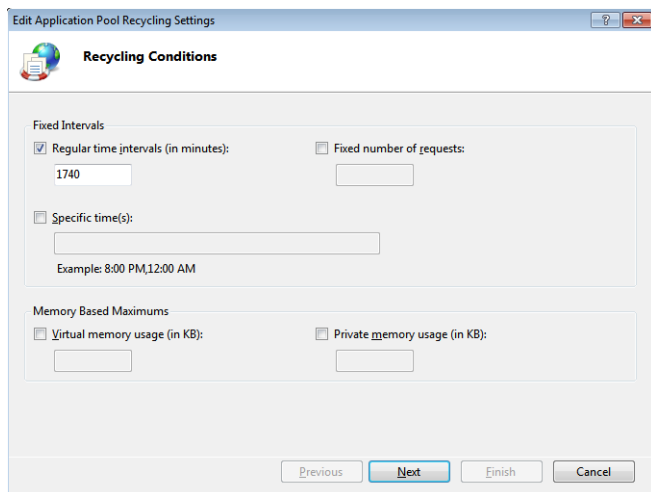 Edit Application Pool Recycling Settings
Recycling Conditions
Fixed Intervals
Regular time intervals (in minutes):
Fixed number of requests:
1740
Specific time(s):
Example: 8:00 PM,12:00 AM
Memory Based Maximums
Virtual memory usage (in KB):
Private memory usage (in KB):
Previous
Next
Finish
Cancel